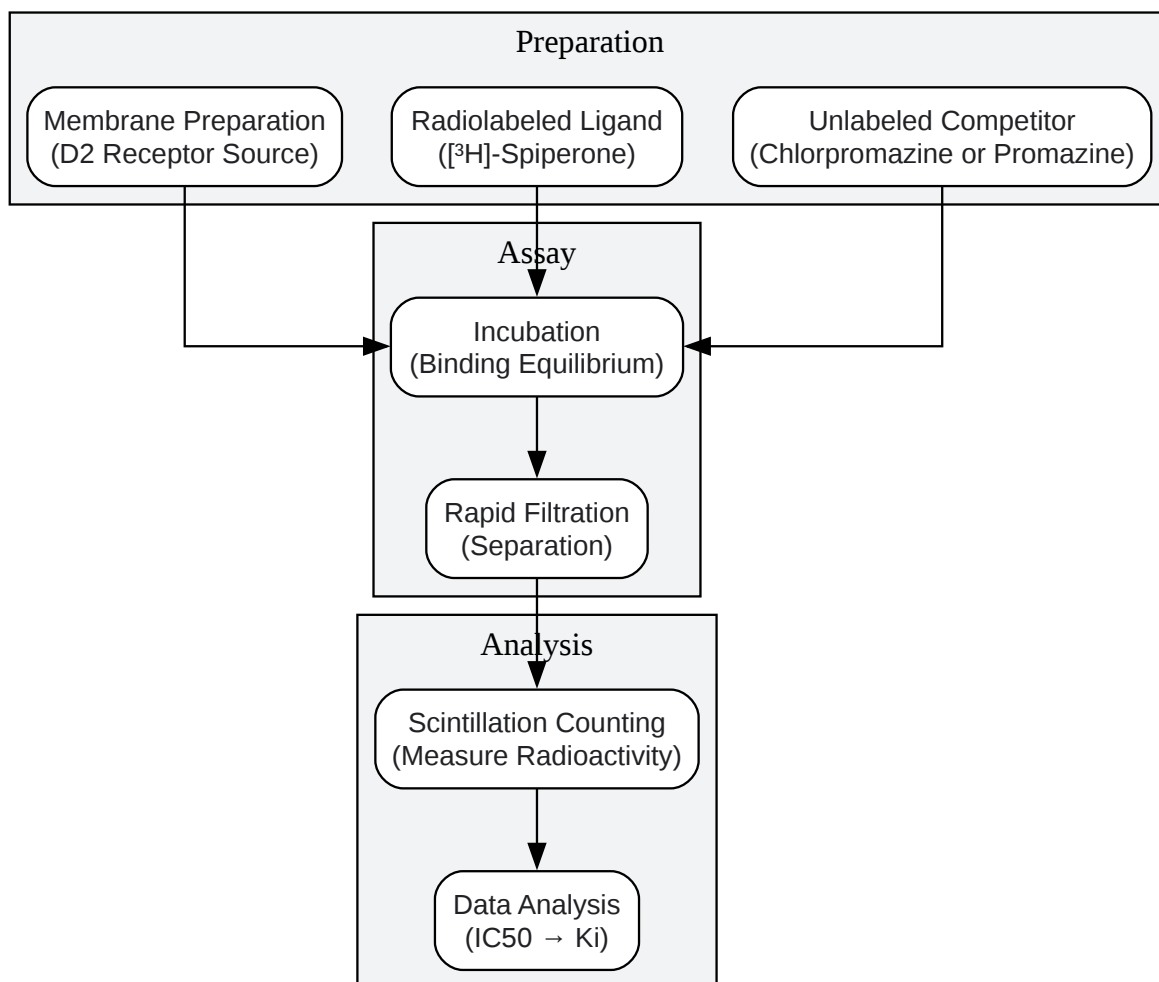 Preparation
Membrane Preparation
(D2 Receptor Source)
Radiolabeled Ligand
([³H]-Spiperone)
Unlabeled Competitor
(Chlorpromazine or Promazine)
Assay
Incubation
(Binding Equilibrium)
Rapid Filtration
(Separation)
Analysis
Scintillation Counting
(Measure Radioactivity)
Data Analysis
(IC50 → Ki)